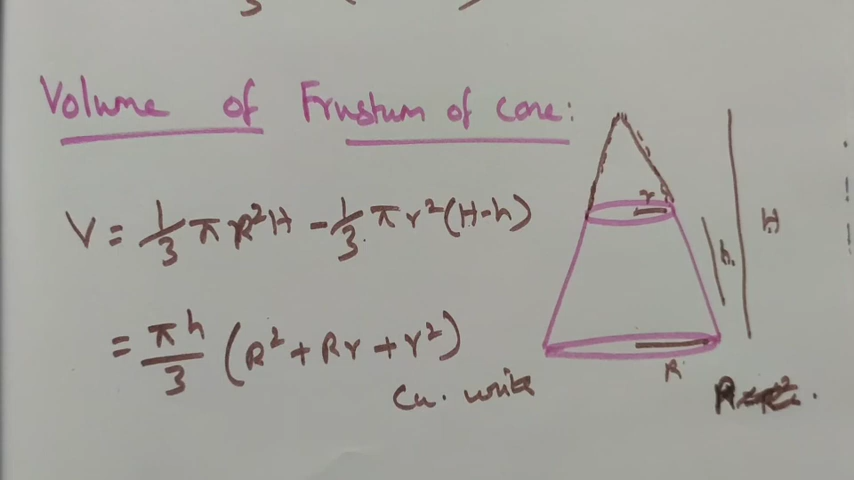 Volume of Frustum of cone:
V = 1/3 π R²H - 1/3 π r²(H-h)
= πh/3 (R² + Rr + r²)
Cu. units
r
h
H
R